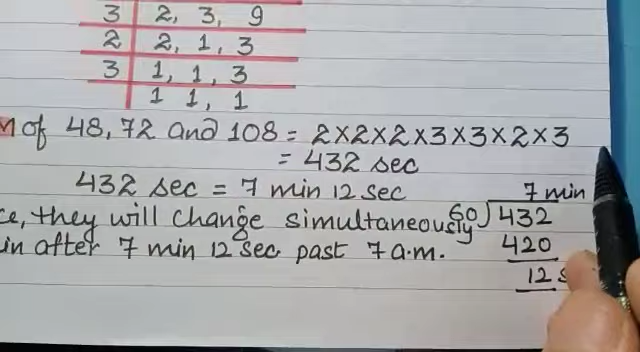 3 2, 3, 9
2 2, 1, 3
3 1, 1, 3
1 1, 1
M of 48, 72 and 108 = 2×2×2×3×3×2×3
= 432 sec
432 sec = 7 min 12 sec
7 min
ce, they will change simultaneously
60)432
in after 7 min 12 sec past 7 a.m.
420
12 s